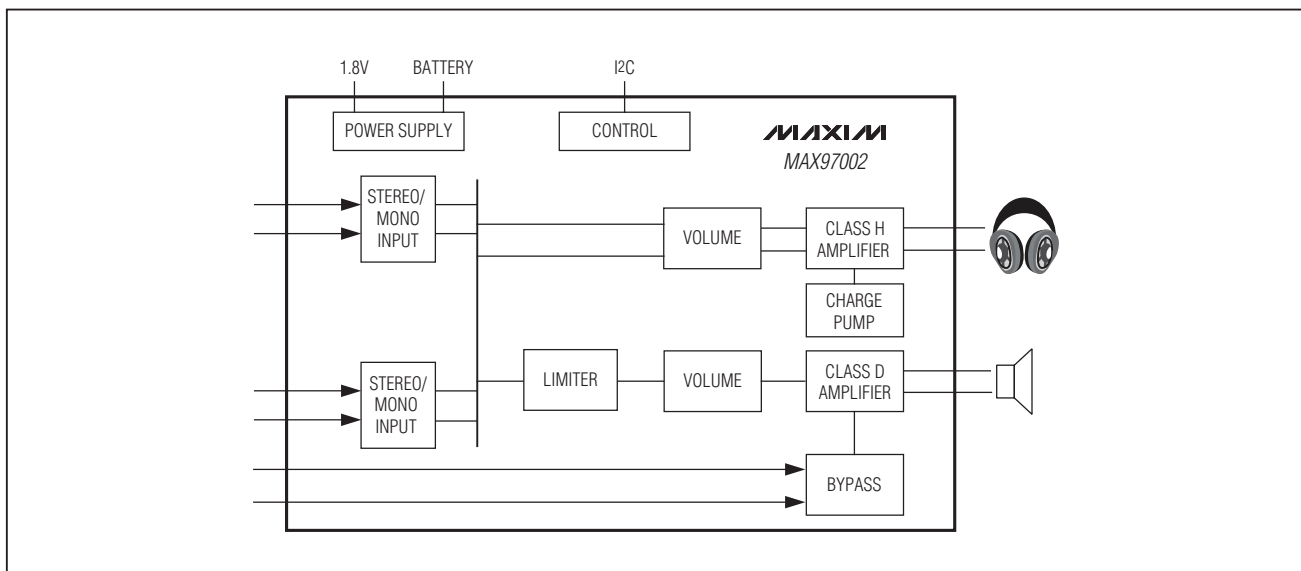 1.8V
BATTERY
I²C
POWER SUPPLY
CONTROL
MAXIM
MAX97002
STEREO/
MONO
INPUT
VOLUME
CLASS H
AMPLIFIER
CHARGE
PUMP
STEREO/
MONO
INPUT
LIMITER
VOLUME
CLASS D
AMPLIFIER
BYPASS